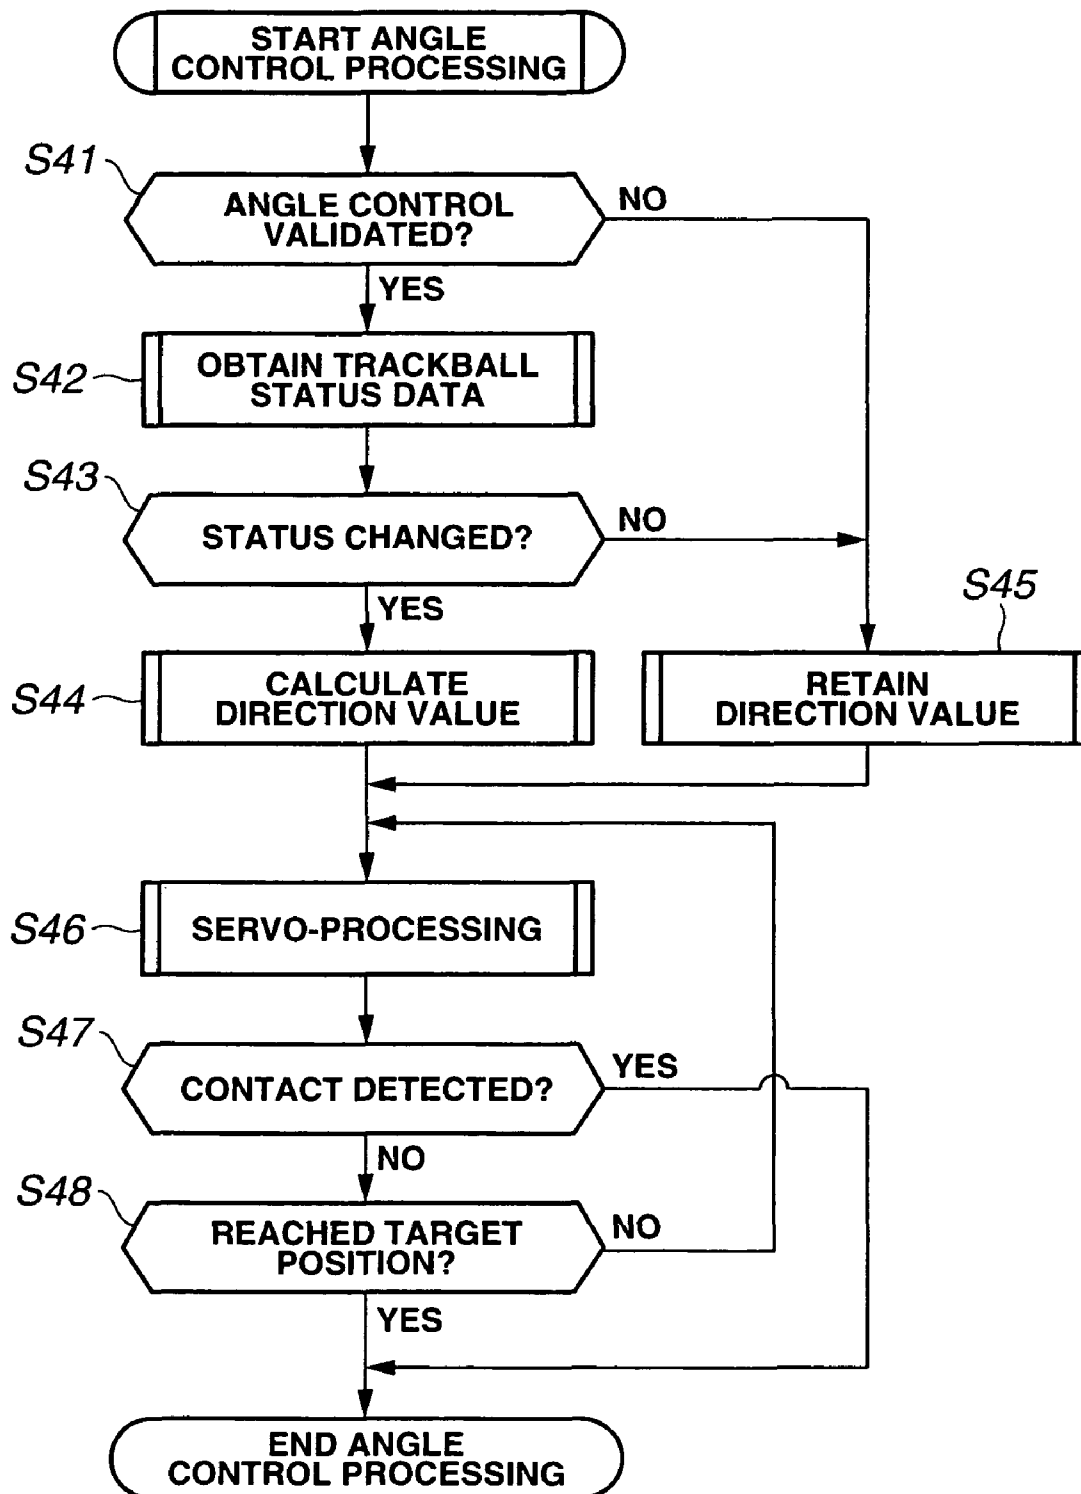 START ANGLE
CONTROL PROCESSING
S41
ANGLE CONTROL
VALIDATED?
NO
YES
S42
OBTAIN TRACKBALL
STATUS DATA
S43
STATUS CHANGED?
NO
YES
S45
S44
CALCULATE
DIRECTION VALUE
RETAIN
DIRECTION VALUE
S46
SERVO-PROCESSING
S47
CONTACT DETECTED?
YES
NO
S48
REACHED TARGET
POSITION?
NO
YES
END ANGLE
CONTROL PROCESSING